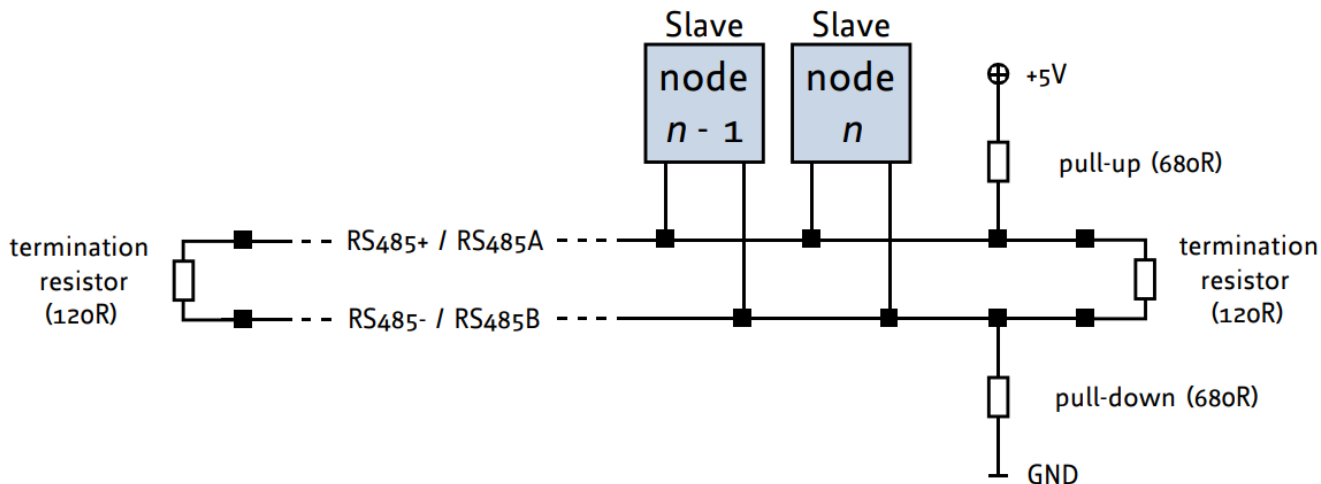 Slave
node
n - 1
Slave
node
n
+5V
pull-up (680R)
termination
resistor
(120R)
RS485+ / RS485A
RS485- / RS485B
termination
resistor
(120R)
pull-down (680R)
GND